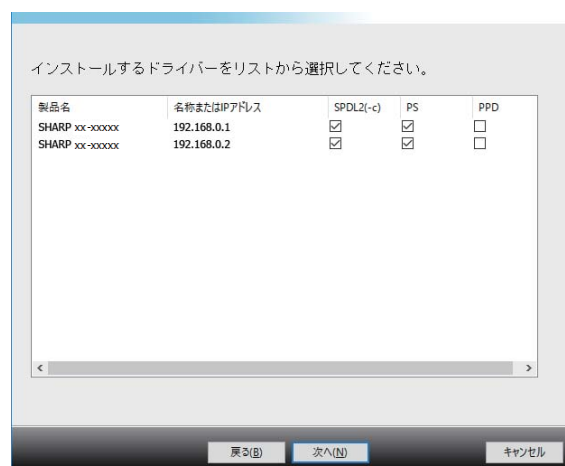 インストールするドライバーをリストから選択してください。
製品名 名称またはIPアドレス SPDL2(-c) PS PPD
SHARP xx-xxxxx 192.168.0.1
SHARP xx-xxxxx 192.168.0.2
戻る(B) 次へ(N) キャンセル